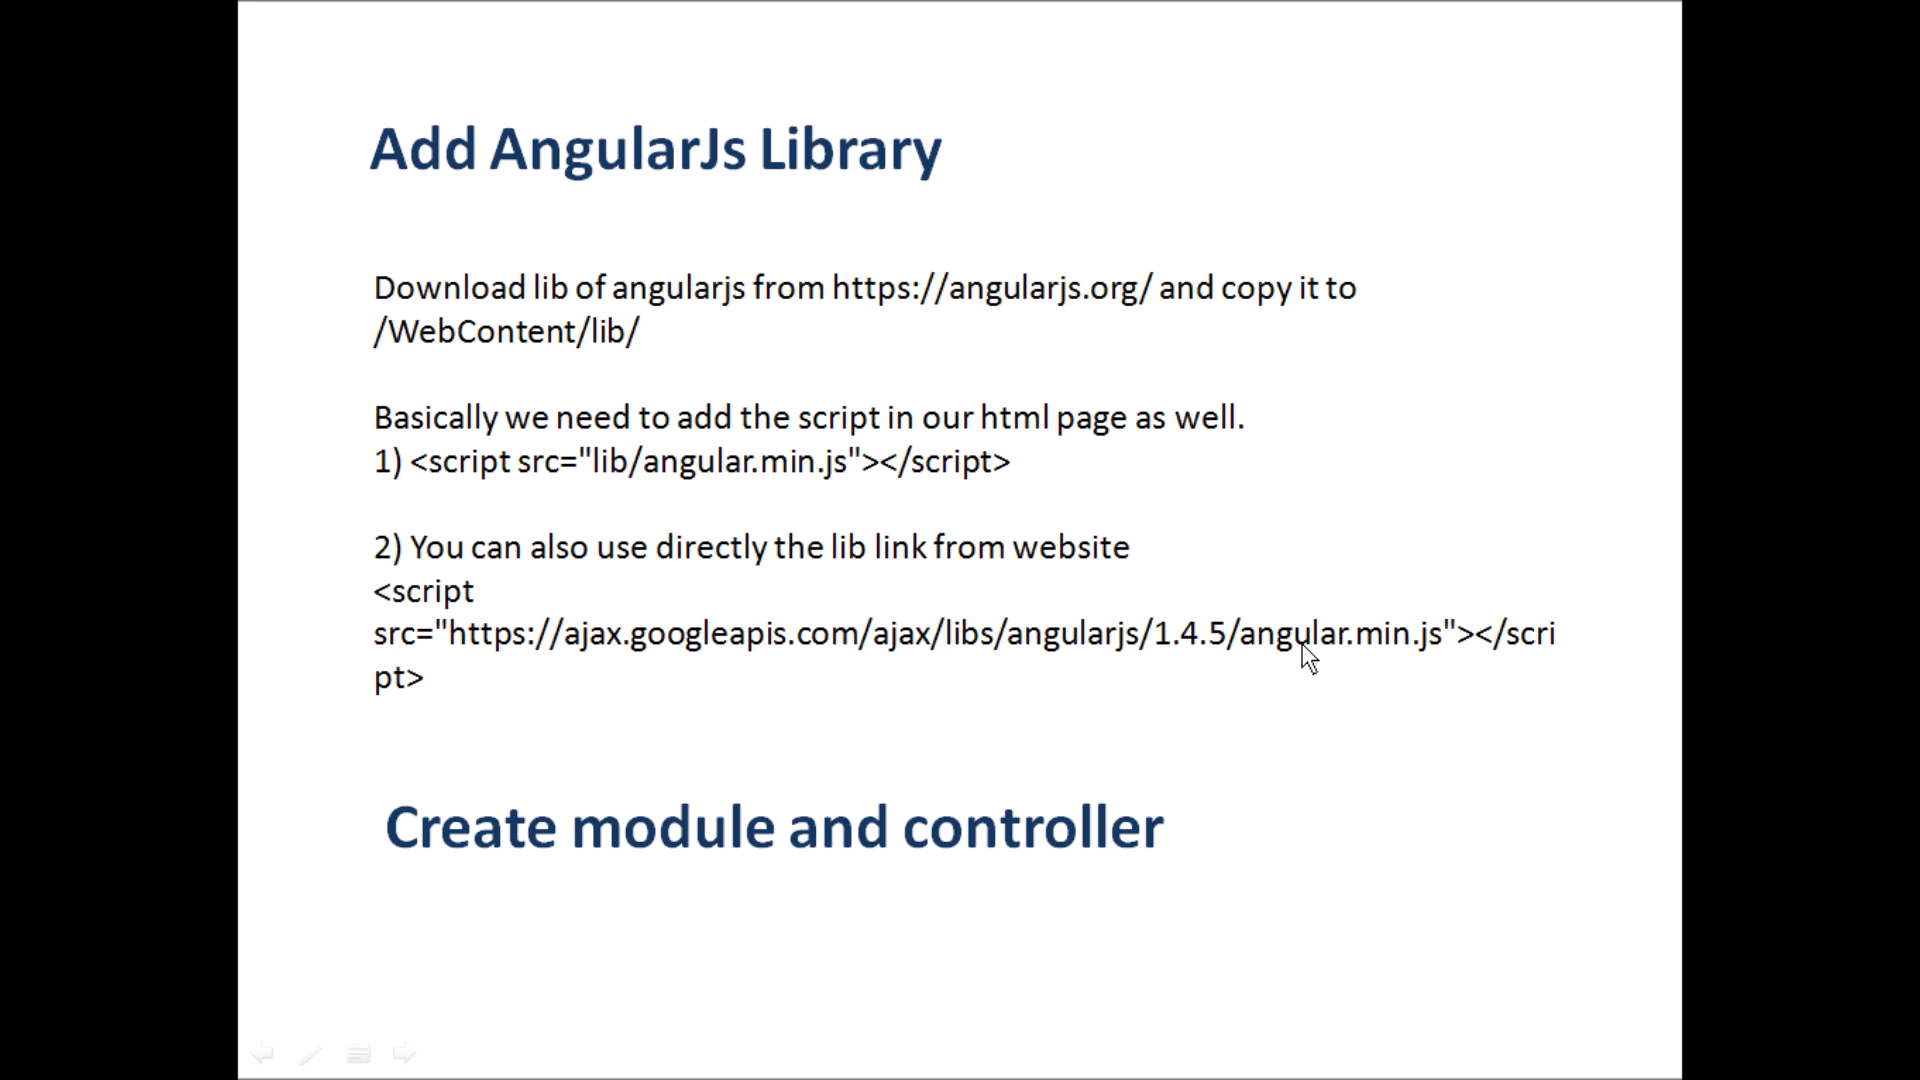 Add AngularJs Library
Download lib of angularjs from https://angularjs.org/ and copy it to
/WebContent/lib/
Basically we need to add the script in our html page as well.
1) <script src="lib/angular.min.js"></script>
2) You can also use directly the lib link from website
<script
src="https://ajax.googleapis.com/ajax/libs/angularjs/1.4.5/angular.min.js"></scri
pt>
Create module and controller